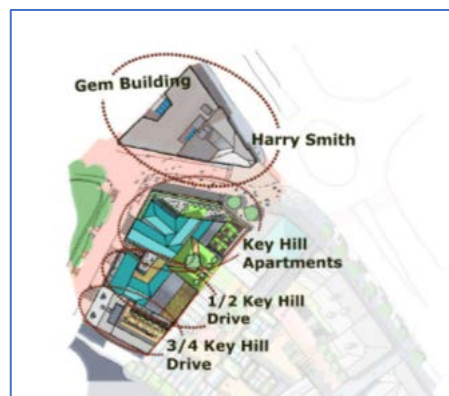 Gem Building
Harry Smith
Key Hill
Apartments
1/2 Key Hill
Drive
3/4 Key Hill
Drive